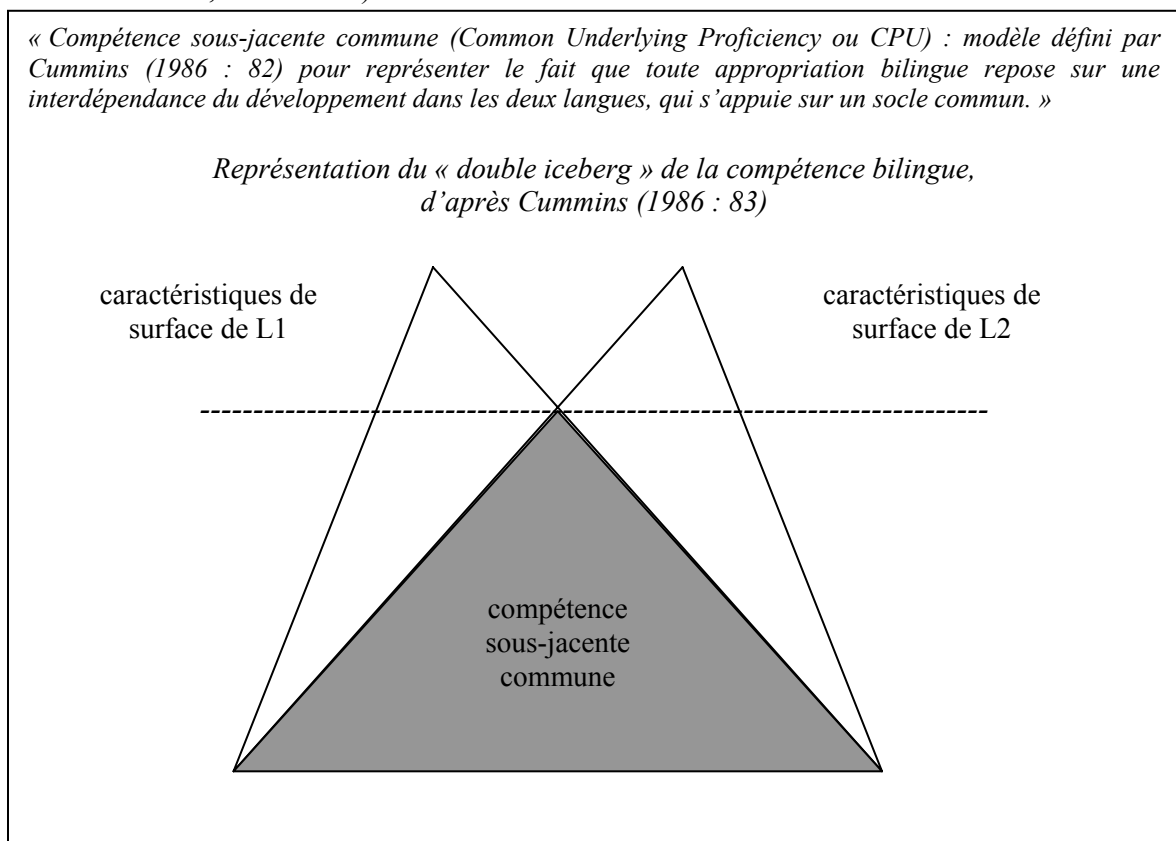 « Compétence sous-jacente commune (Common Underlying Proficiency ou CPU) : modèle défini par
Cummins (1986 : 82) pour représenter le fait que toute appropriation bilingue repose sur une
interdépendance du développement dans les deux langues, qui s'appuie sur un socle commun. »
Représentation du « double iceberg » de la compétence bilingue,
d'après Cummins (1986 : 83)
caractéristiques de
surface de L1
caractéristiques de
surface de L2
compétence
sous-jacente
commune